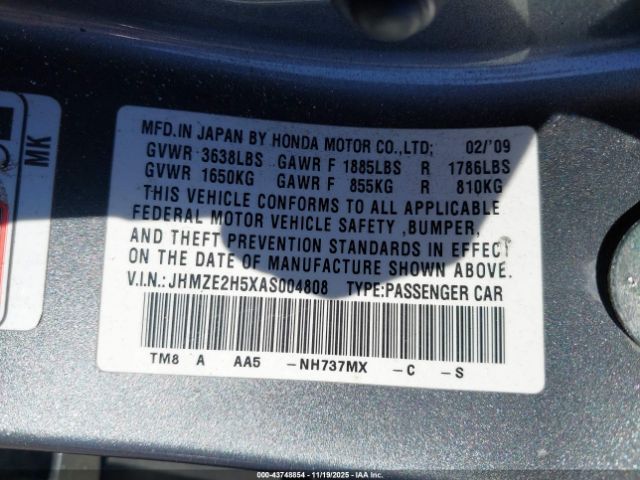 MFD.IN JAPAN BY HONDA MOTOR CO.,LTD; 02/'09
GVWR 3638LBS GAWR F 1885LBS R 1786LBS
GVWR 1650KG GAWR F 855KG R 810KG
THIS VEHICLE CONFORMS TO ALL APPLICABLE
FEDERAL MOTOR VEHICLE SAFETY ,BUMPER,
AND THEFT PREVENTION STANDARDS IN EFFECT
ON THE DATE OF MANUFACTURE SHOWN ABOVE.
V.I.N.:JHMZE2H5XAS004808 TYPE:PASSENGER CAR
TM8 A AA5 -NH737MX -C -S
MK
000-43748854 - 11/19/2025 - IAA Inc.